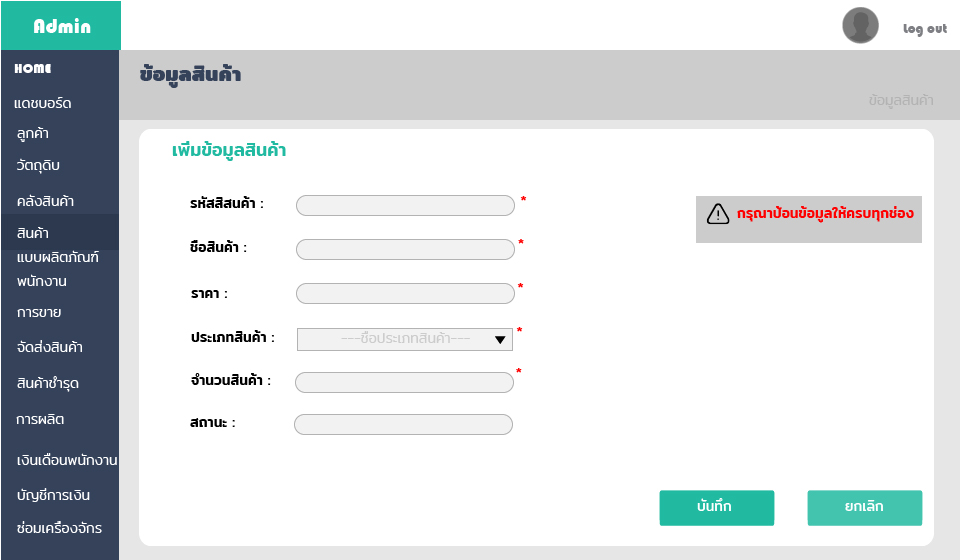 Admin
Log out
HOME
ข้อมูลสินค้า
ข้อมูลสินค้า
แดชบอร์ด
ลูกค้า
วัตถุดิบ
คลังสินค้า
สินค้า
แบบผลิตภัณฑ์
พนักงาน
การขาย
จัดส่งสินค้า
สินค้าชำรุด
การผลิต
เงินเดือนพนักงาน
บัญชีการเงิน
ซ่อมเครื่องจักร
เพิ่มข้อมูลสินค้า
รหัสสิสนค้า : *
กรุณาป้อนข้อมูลให้ครบทุกช่อง
ชื่อสินค้า : *
ราคา : *
ประเภทสินค้า : ---ชื่อประเภทสินค้า--- *
จำนวนสินค้า : *
สถานะ :
บันทึก
ยกเลิก